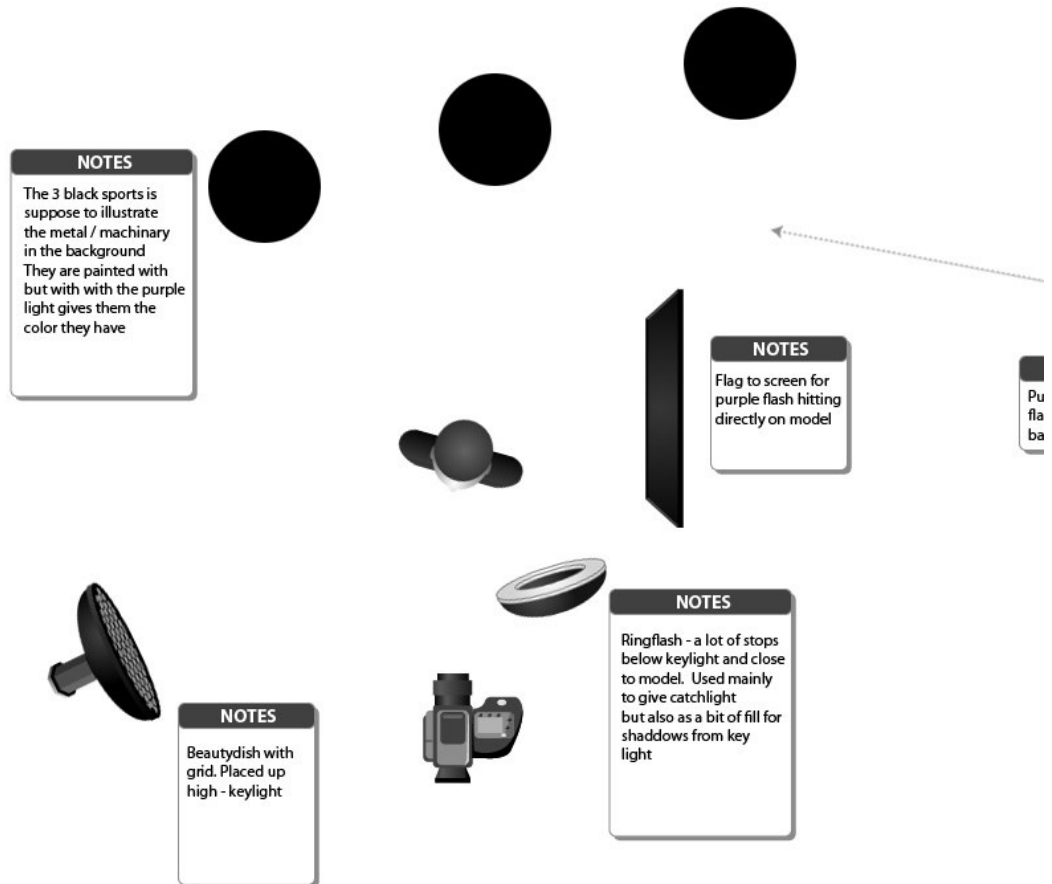 NOTES
The 3 black sports is
suppose to illustrate
the metal / machinary
in the background
They are painted with
but with with the purple
light gives them the
color they have
NOTES
Flag to screen for
purple flash hitting
directly on model
Pu
fla
ba
NOTES
Ringflash - a lot of stops
below keylight and close
to model. Used mainly
to give catchlight
but also as a bit of fill for
shaddows from key
light
NOTES
Beautydish with
grid. Placed up
high - keylight